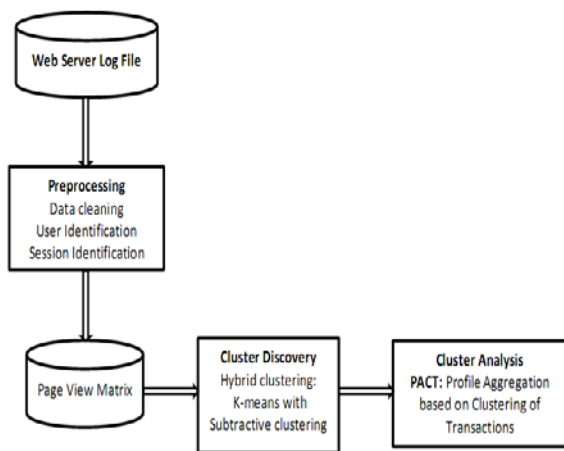 Web Server Log File
Preprocessing
Data cleaning
User Identification
Session Identification
Page View Matrix
Cluster Discovery
Hybrid clustering:
K-means with
Subtractive clustering
Cluster Analysis
PACT: Profile Aggregation
based on Clustering of
Transactions